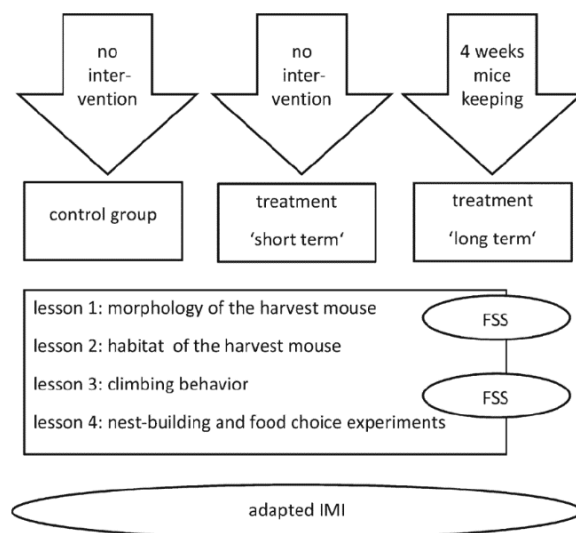 no
inter-
vention
no
inter-
vention
4 weeks
mice
keeping
control group
treatment
‘short term‘
treatment
‘long term‘
lesson 1: morphology of the harvest mouse
FSS
lesson 2: habitat of the harvest mouse
lesson 3: climbing behavior
FSS
lesson 4: nest-building and food choice experiments
adapted IMI